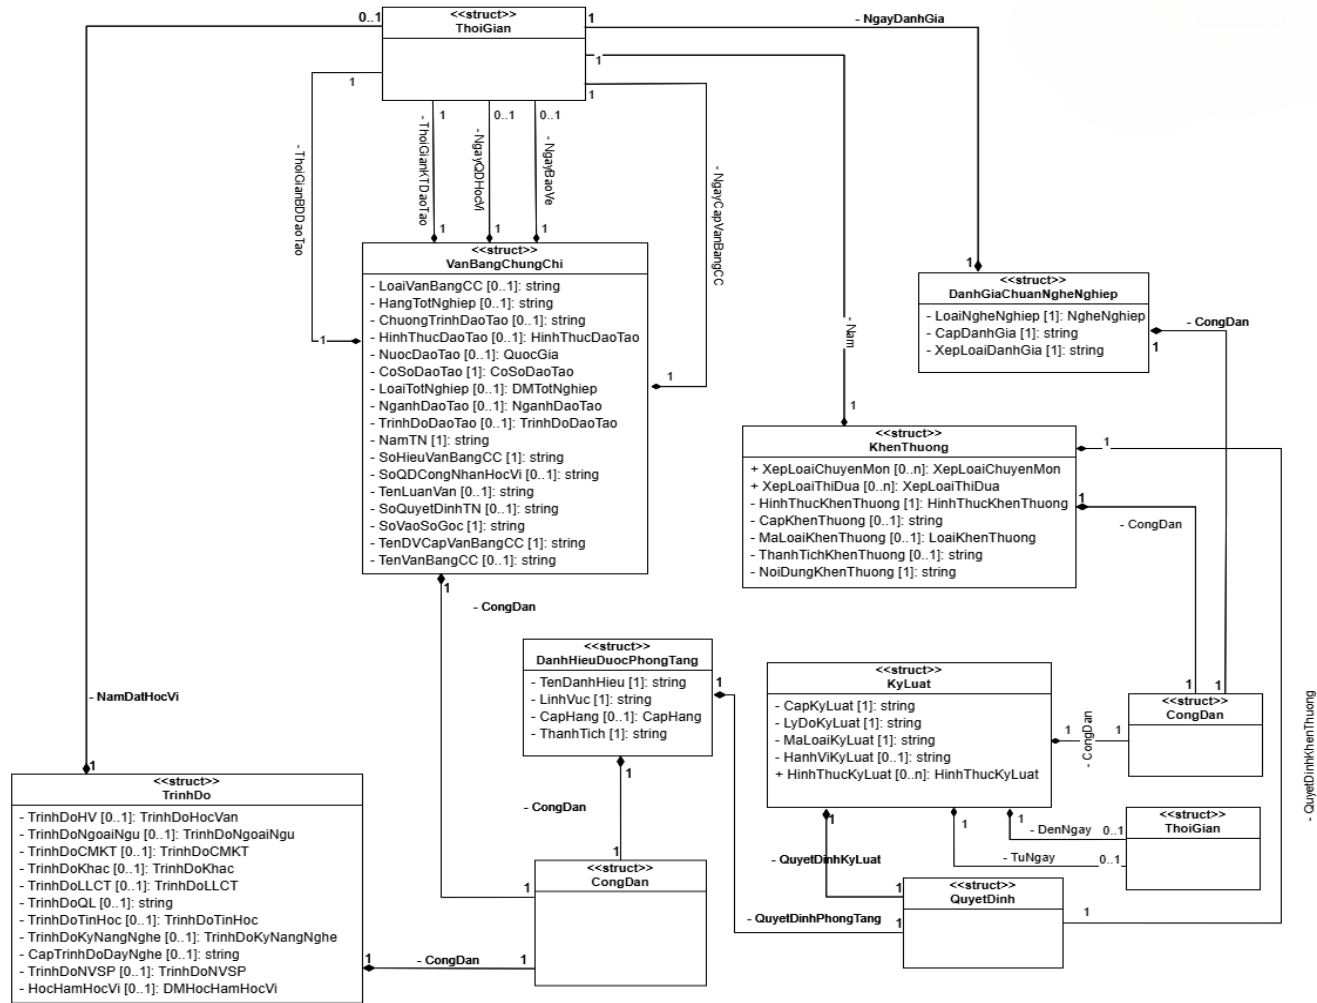 <<struct>>
ThoiGian
0..1
1
- NgayDanhGia
1
1
1
1
0..1
0..1
- ThoiGianBDDaoTao
- ThoiGianKTDaoTao
- NgayQDHocVi
- NgayBaoVe
- NgayCapVanBangCC
- Nam
1
1
1
1
1
1
1
<<struct>>
VanBangChungChi
- LoaiVanBangCC [0..1]: string
- HangTotNghiep [0..1]: string
- ChuongTrinhDaoTao [0..1]: string
- HinhThucDaoTao [0..1]: HinhThucDaoTao
- NuocDaoTao [0..1]: QuocGia
- CoSoDaoTao [1]: CoSoDaoTao
- LoaiTotNghiep [0..1]: DMTotNghiep
- NganhDaoTao [0..1]: NganhDaoTao
- TrinhDoDaoTao [0..1]: TrinhDoDaoTao
- NamTN [1]: string
- SoHieuVanBangCC [1]: string
- SoQDCongNhanHocVi [0..1]: string
- TenLuanVan [0..1]: string
- SoQuyetDinhTN [0..1]: string
- SoVaoSoGoc [1]: string
- TenDVCapVanBangCC [1]: string
- TenVanBangCC [0..1]: string
<<struct>>
DanhGiaChuanNgheNghiep
- LoaiNgheNghiep [1]: NgheNghiep
- CapDanhGia [1]: string
- XepLoaiDanhGia [1]: string
- CongDan
1
<<struct>>
KhenThuong
+ XepLoaiChuyenMon [0..n]: XepLoaiChuyenMon
+ XepLoaiThiDua [0..n]: XepLoaiThiDua
- HinhThucKhenThuong [1]: HinhThucKhenThuong
- CapKhenThuong [0..1]: string
- MaLoaiKhenThuong [0..1]: LoaiKhenThuong
- ThanhTichKhenThuong [0..1]: string
- NoiDungKhenThuong [1]: string
1
1
- CongDan
1
- CongDan
<<struct>>
DanhHieuDuocPhongTang
- TenDanhHieu [1]: string
- LinhVuc [1]: string
- CapHang [0..1]: CapHang
- ThanhTich [1]: string
1
1
- CongDan
1
<<struct>>
KyLuat
- CapKyLuat [1]: string
- LyDoKyLuat [1]: string
- MaLoaiKyLuat [1]: string
- HanhViKyLuat [0..1]: string
+ HinhThucKyLuat [0..n]: HinhThucKyLuat
1
- CongDan
1
1
1
<<struct>>
CongDan
- QuyetDinhKhenThuong
- NamDatHocVi
1
<<struct>>
TrinhDo
- TrinhDoHV [0..1]: TrinhDoHocVan
- TrinhDoNgoaiNgu [0..1]: TrinhDoNgoaiNgu
- TrinhDoCMKT [0..1]: TrinhDoCMKT
- TrinhDoKhac [0..1]: TrinhDoKhac
- TrinhDoLLCT [0..1]: TrinhDoLLCT
- TrinhDoQL [0..1]: string
- TrinhDoTinHoc [0..1]: TrinhDoTinHoc
- TrinhDoKyNangNghe [0..1]: TrinhDoKyNangNghe
- CapTrinhDoDayNghe [0..1]: string
- TrinhDoNVSP [0..1]: TrinhDoNVSP
- HocHamHocVi [0..1]: DMHocHamHocVi
1
- CongDan
1
1
<<struct>>
CongDan
1
1
1
- DenNgay
0..1
- TuNgay
0..1
<<struct>>
ThoiGian
- QuyetDinhKyLuat
1
- QuyetDinhPhongTang
1
<<struct>>
QuyetDinh
1